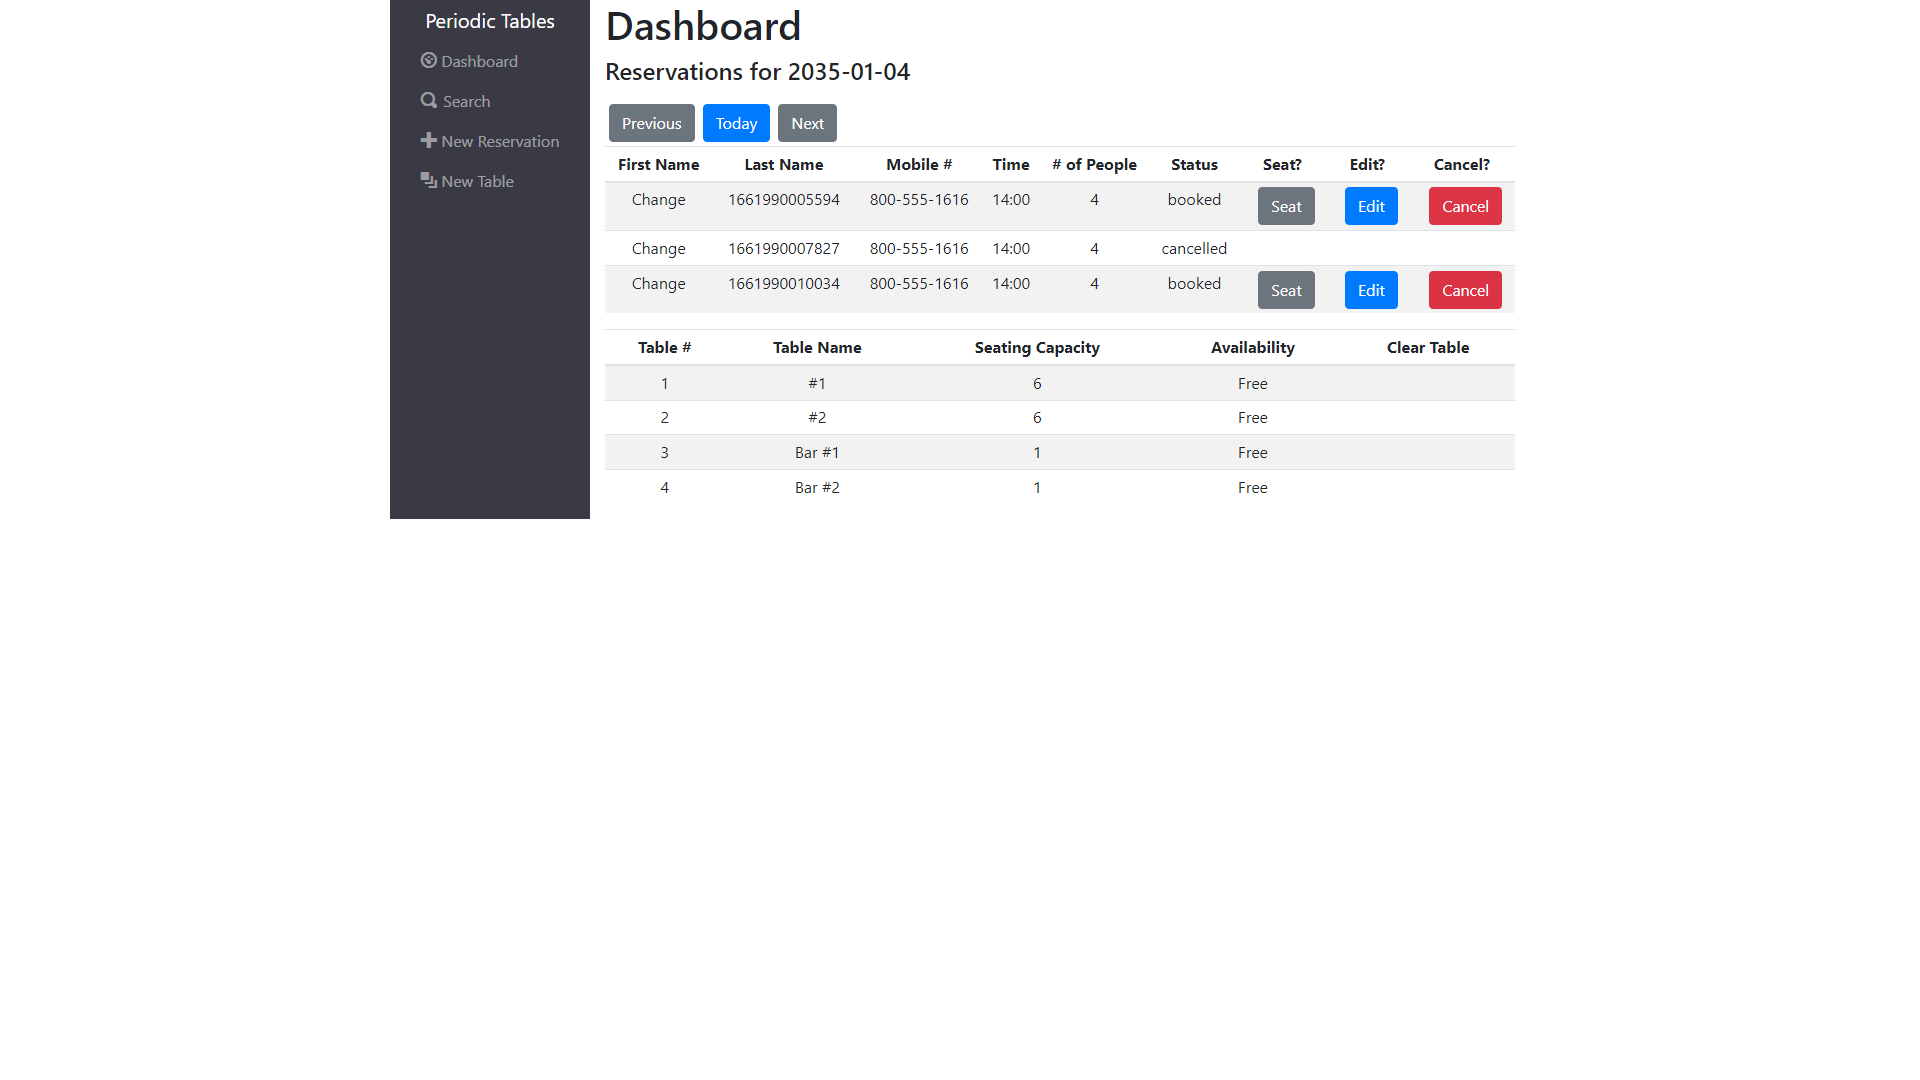 Periodic Tables
Dashboard
Search
New Reservation
New Table
Dashboard
Reservations for 2035-01-04
Previous Today Next
First Name Last Name Mobile # Time # of People Status Seat? Edit? Cancel?
Change 1661990005594 800-555-1616 14:00 4 booked Seat Edit Cancel
Change 1661990007827 800-555-1616 14:00 4 cancelled
Change 1661990010034 800-555-1616 14:00 4 booked Seat Edit Cancel
Table # Table Name Seating Capacity Availability Clear Table
1 #1 6 Free
2 #2 6 Free
3 Bar #1 1 Free
4 Bar #2 1 Free